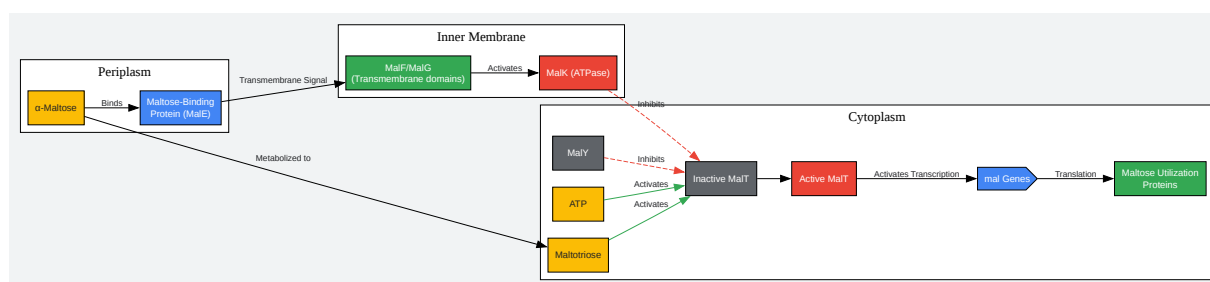 Inner Membrane
MalF/MalG
(Transmembrane domains)
Activates
MalK (ATPase)
Periplasm
α-Maltose
Binds
Maltose-Binding
Protein (MalE)
Transmembrane Signal
Inhibits
Metabolized to
Cytoplasm
MalY
Inhibits
ATP
Activates
Maltotriose
Activates
Inactive MalT
Active MalT
Activates Transcription
mal Genes
Translation
Maltose Utilization
Proteins